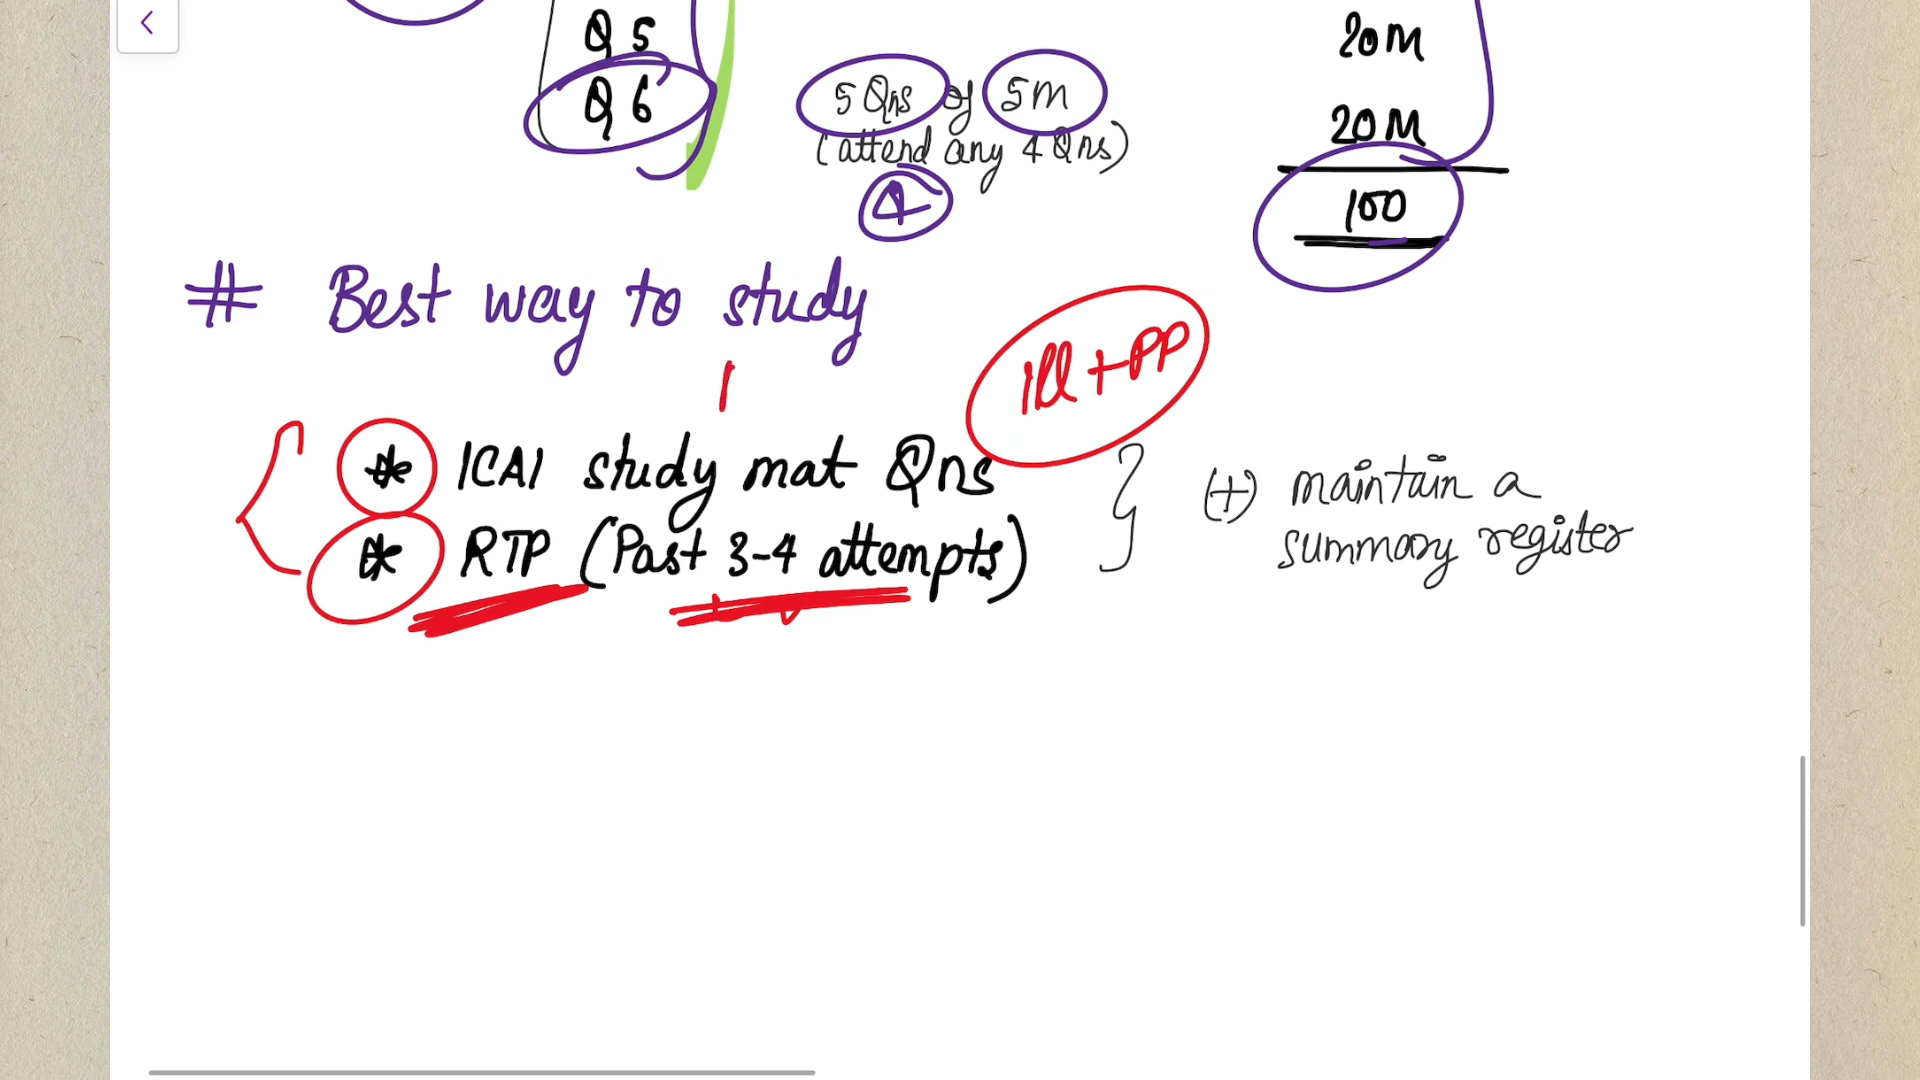 Q 5
20M
Q 6
5 Qns of 5m
20M
(attend any 4 Qns)
4
100
# Best way to study
Ill + PP
* ICAI study mat Qns
* RTP (Past 3-4 attempts)
(+) maintain a
summary register